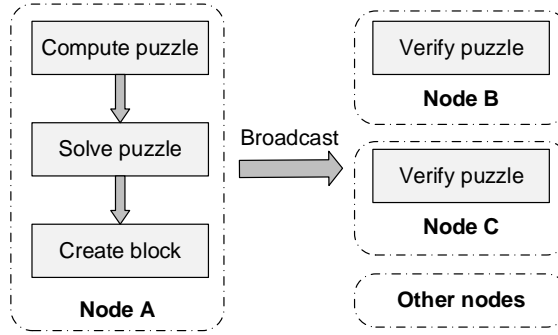 Compute puzzle
Solve puzzle
Create block
Node A
Broadcast
Verify puzzle
Node B
Verify puzzle
Node C
Other nodes